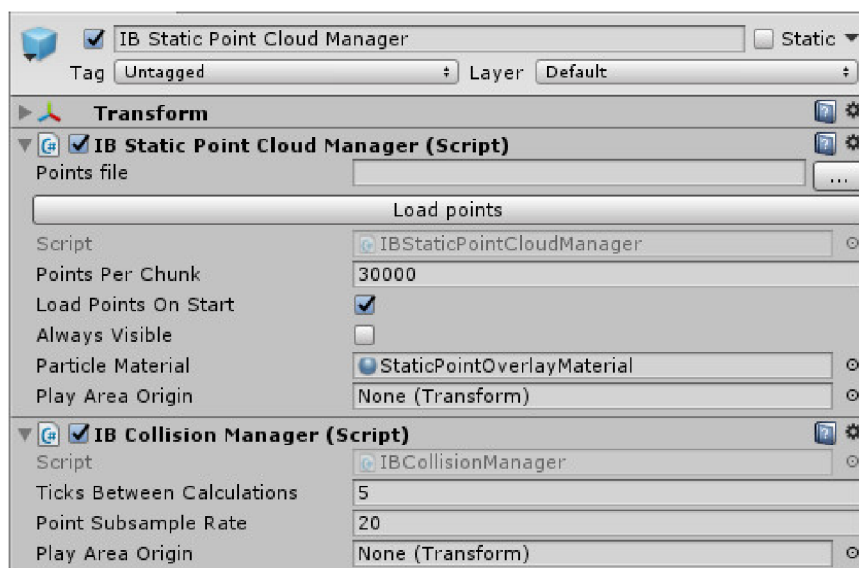 IB Static Point Cloud Manager Static
Tag Untagged Layer Default
Transform
IB Static Point Cloud Manager (Script)
Points file ...
Load points
Script IBStaticPointCloudManager
Points Per Chunk 30000
Load Points On Start
Always Visible
Particle Material StaticPointOverlayMaterial
Play Area Origin None (Transform)
IB Collision Manager (Script)
Script IBCollisionManager
Ticks Between Calculations 5
Point Subsample Rate 20
Play Area Origin None (Transform)